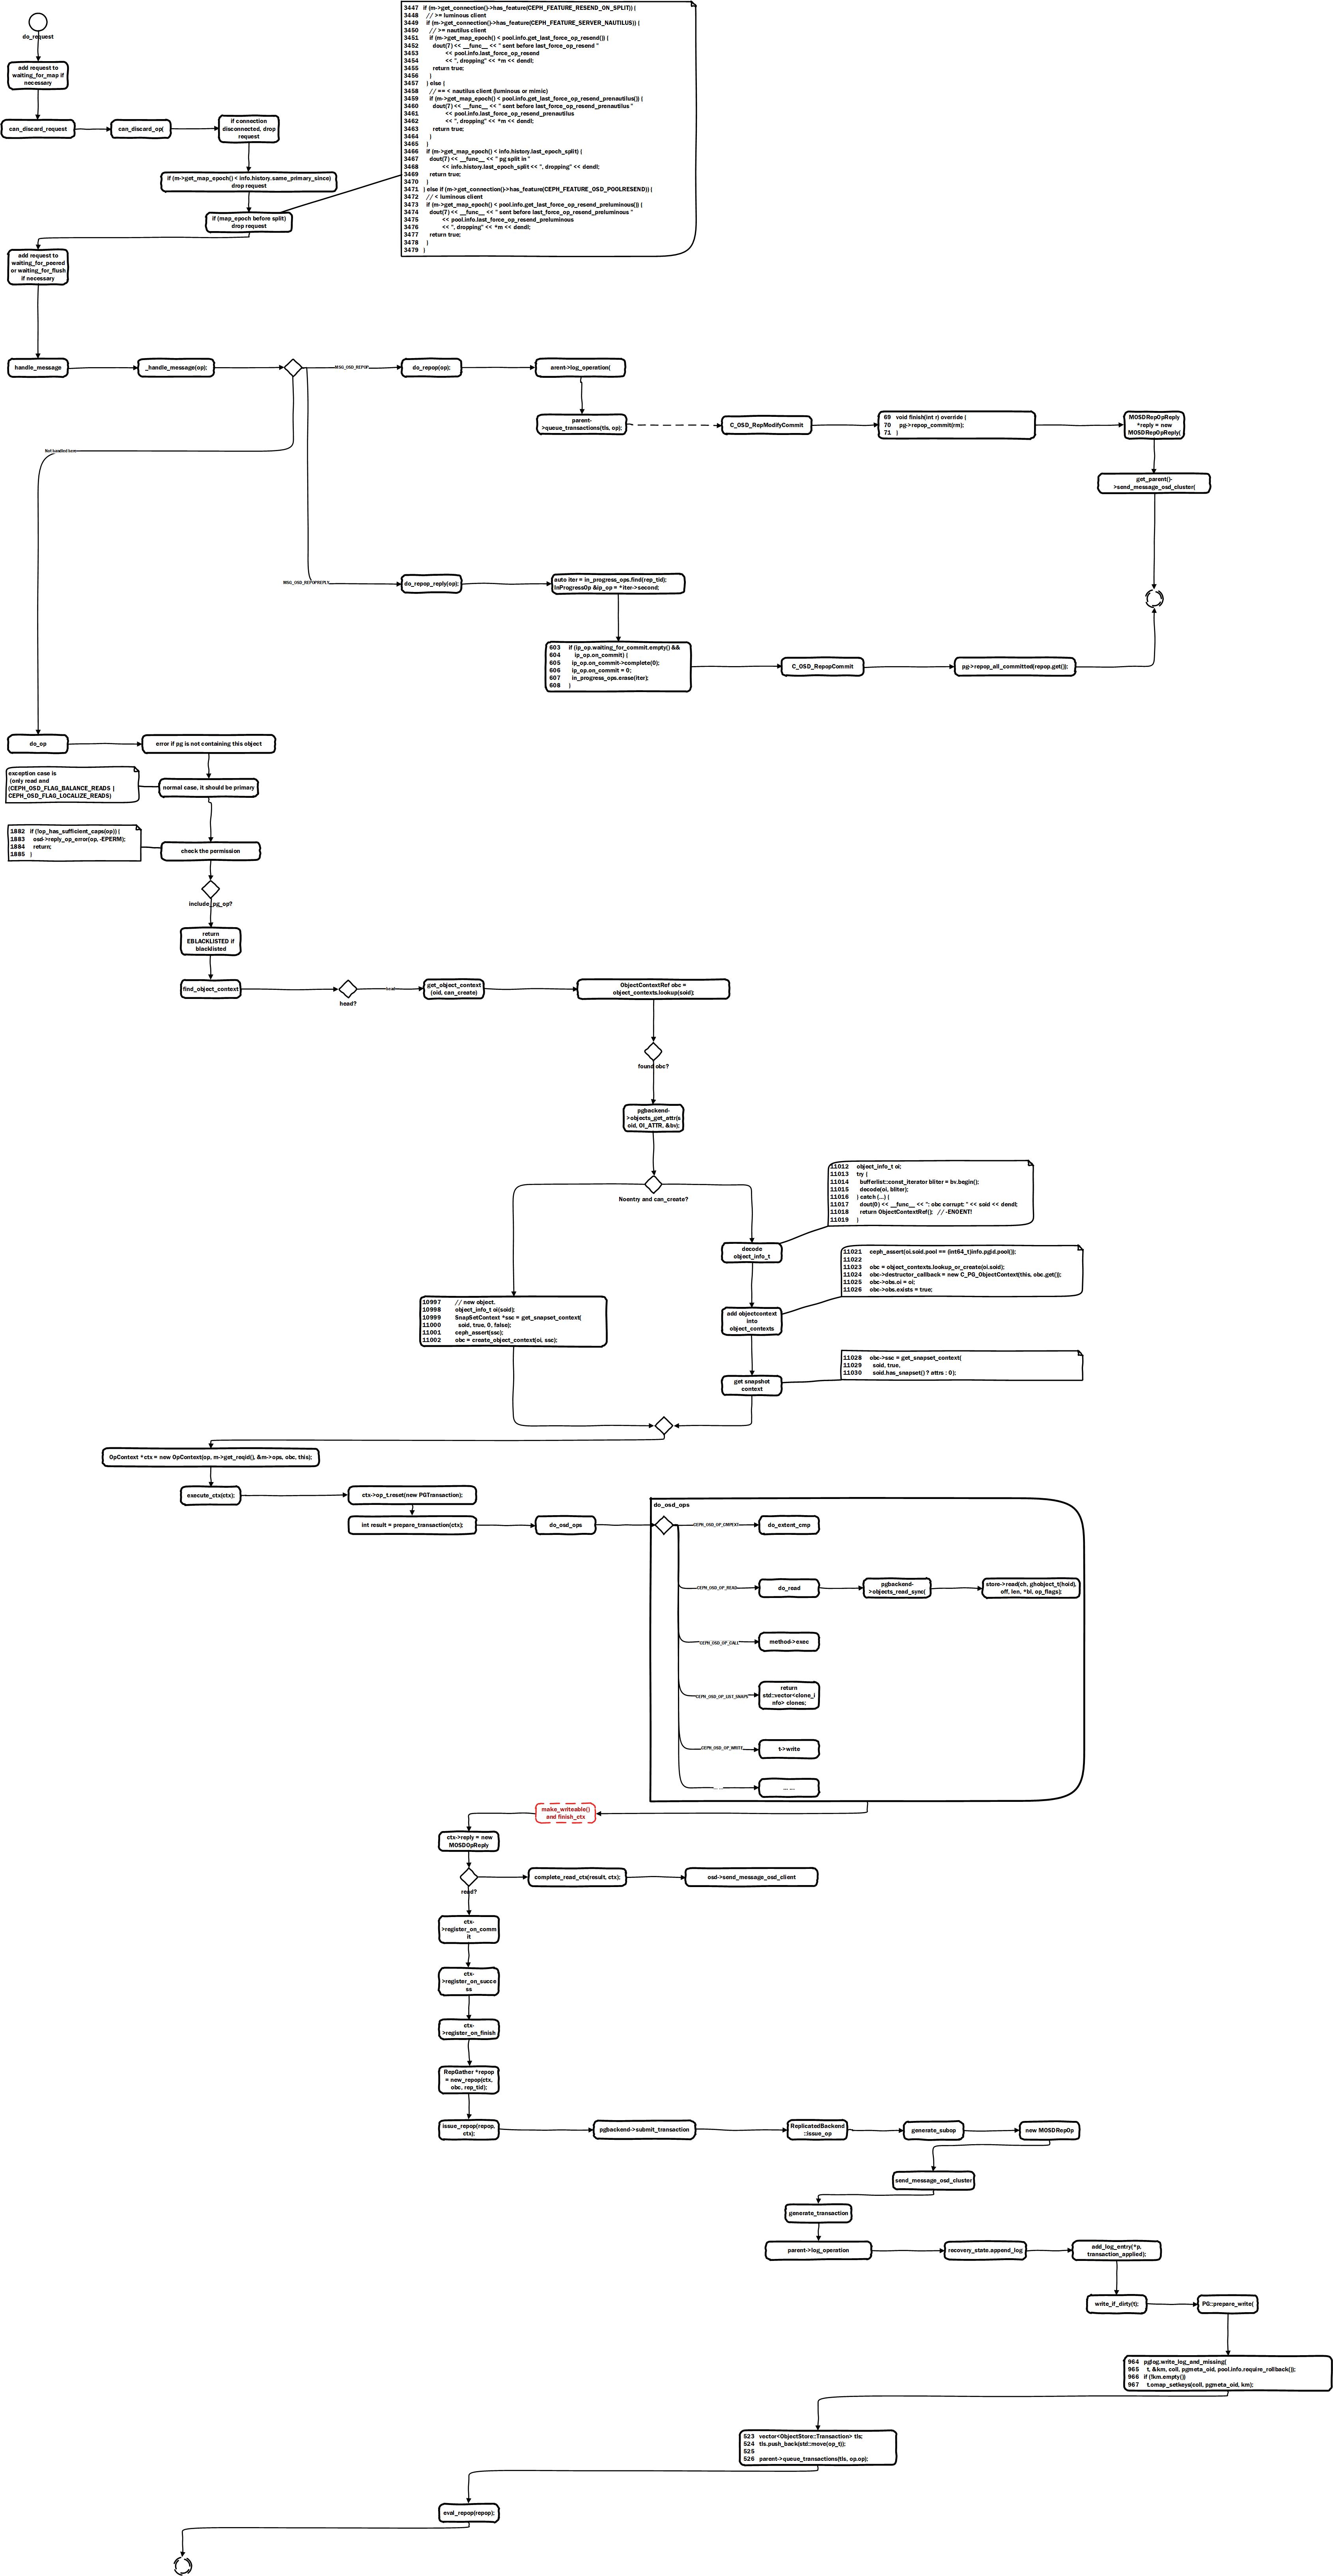 do_request
add request to
waiting_for_map if
necessary
can_discard_request
can_discard_op(
if connection
disconnected, drop
request
if (m->get_map_epoch() < info.history.same_primary_since)
drop request
if (map_epoch before split)
drop request
3447 if (m->get_connection()->has_feature(CEPH_FEATURE_RESEND_ON_SPLIT)) {
3448 // >= luminous client
3449 if (m->get_connection()->has_feature(CEPH_FEATURE_SERVER_NAUTILUS)) {
3450 // >= nautilus client
3451 if (m->get_map_epoch() < pool.info.get_last_force_op_resend()) {
3452 dout(7) << __func__ << " sent before last_force_op_resend "
3453 << pool.info.last_force_op_resend
3454 << ", dropping" << *m << dendl;
3455 return true;
3456 }
3457 } else {
3458 // == < nautilus client (luminous or mimic)
3459 if (m->get_map_epoch() < pool.info.get_last_force_op_resend_prenautilus()) {
3460 dout(7) << __func__ << " sent before last_force_op_resend_prenautilus "
3461 << pool.info.last_force_op_resend_prenautilus
3462 << ", dropping" << *m << dendl;
3463 return true;
3464 }
3465 }
3466 if (m->get_map_epoch() < info.history.last_epoch_split) {
3467 dout(7) << __func__ << " pg split in "
3468 << info.history.last_epoch_split << ", dropping" << dendl;
3469 return true;
3470 }
3471 } else if (m->get_connection()->has_feature(CEPH_FEATURE_OSD_POOLRESEND)) {
3472 // < luminous client
3473 if (m->get_map_epoch() < pool.info.get_last_force_op_resend_preluminous()) {
3474 dout(7) << __func__ << " sent before last_force_op_resend_preluminous "
3475 << pool.info.last_force_op_resend_preluminous
3476 << ", dropping" << *m << dendl;
3477 return true;
3478 }
3479 }
add request to
waiting_for_peered
or waiting_for_flush
if necessary
handle_message
_handle_message(op);
MSG_OSD_REPOP
do_repop(op);
arent->log_operation(
parent-
>queue_transactions(tls, op);
C_OSD_RepModifyCommit
69 void finish(int r) override {
70 pg->repop_commit(rm);
71 }
MOSDRepOpReply
*reply = new
MOSDRepOpReply(
get_parent()-
>send_message_osd_cluster(
Not handled here
MSG_OSD_REPOPREPLY
do_repop_reply(op);
auto iter = in_progress_ops.find(rep_tid);
InProgressOp &ip_op = *iter->second;
603 if (ip_op.waiting_for_commit.empty() &&
604 ip_op.on_commit) {
605 ip_op.on_commit->complete(0);
606 ip_op.on_commit = 0;
607 in_progress_ops.erase(iter);
608 }
C_OSD_RepopCommit
pg->repop_all_committed(repop.get());
do_op
error if pg is not containing this object
exception case is
(only read and
(CEPH_OSD_FLAG_BALANCE_READS |
CEPH_OSD_FLAG_LOCALIZE_READS)
normal case, it should be primary
1882 if (!op_has_sufficient_caps(op)) {
1883 osd->reply_op_error(op, -EPERM);
1884 return;
1885 }
check the permission
include_pg_op?
return
EBLACKLISTED if
blacklisted
find_object_context
head?
head
get_object_context
(oid, can_create)
ObjectContextRef obc =
object_contexts.lookup(soid);
found obc?
pgbackend-
>objects_get_attr(s
oid, OI_ATTR, &bv);
Noentry and can_create?
11012 object_info_t oi;
11013 try {
11014 bufferlist::const_iterator bliter = bv.begin();
11015 decode(oi, bliter);
11016 } catch (...) {
11017 dout(0) << __func__ << ": obc corrupt: " << soid << dendl;
11018 return ObjectContextRef(); // -ENOENT!
11019 }
decode
object_info_t
11021 ceph_assert(oi.soid.pool == (int64_t)info.pgid.pool());
11022
11023 obc = object_contexts.lookup_or_create(oi.soid);
11024 obc->destructor_callback = new C_PG_ObjectContext(this, obc.get());
11025 obc->obs.oi = oi;
11026 obc->obs.exists = true;
10997 // new object.
10998 object_info_t oi(soid);
10999 SnapSetContext *ssc = get_snapset_context(
11000 soid, true, 0, false);
11001 ceph_assert(ssc);
11002 obc = create_object_context(oi, ssc);
add objectcontext
into
object_contexts
11028 obc->ssc = get_snapset_context(
11029 soid, true,
11030 soid.has_snapset() ? attrs : 0);
get snapshot
context
OpContext *ctx = new OpContext(op, m->get_reqid(), &m->ops, obc, this);
execute_ctx(ctx);
ctx->op_t.reset(new PGTransaction);
int result = prepare_transaction(ctx);
do_osd_ops
do_osd_ops
CEPH_OSD_OP_CMPEXT
do_extent_cmp
CEPH_OSD_OP_READ
do_read
pgbackend-
>objects_read_sync(
store->read(ch, ghobject_t(hoid),
off, len, *bl, op_flags);
CEPH_OSD_OP_CALL
method->exec
CEPH_OSD_OP_LIST_SNAPS
return
std::vector<clone_i
nfo> clones;
CEPH_OSD_OP_WRITE
t->write
... ...
... ...
make_writeable()
and finish_ctx
ctx->reply = new
MOSDOpReply
read?
complete_read_ctx(result, ctx);
osd->send_message_osd_client
ctx-
>register_on_comm
it
ctx-
>register_on_succe
ss
ctx-
>register_on_finish
RepGather *repop
= new_repop(ctx,
obc, rep_tid);
issue_repop(repop,
ctx);
pgbackend->submit_transaction
ReplicatedBackend
::issue_op
generate_subop
new MOSDRepOp
send_message_osd_cluster
generate_transaction
parent->log_operation
recovery_state.append_log
add_log_entry(*p,
transaction_applied);
write_if_dirty(t);
PG::prepare_write(
964 pglog.write_log_and_missing(
965 t, &km, coll, pgmeta_oid, pool.info.require_rollback());
966 if (!km.empty())
967 t.omap_setkeys(coll, pgmeta_oid, km);
523 vector<ObjectStore::Transaction> tls;
524 tls.push_back(std::move(op_t));
525
526 parent->queue_transactions(tls, op.op);
eval_repop(repop);